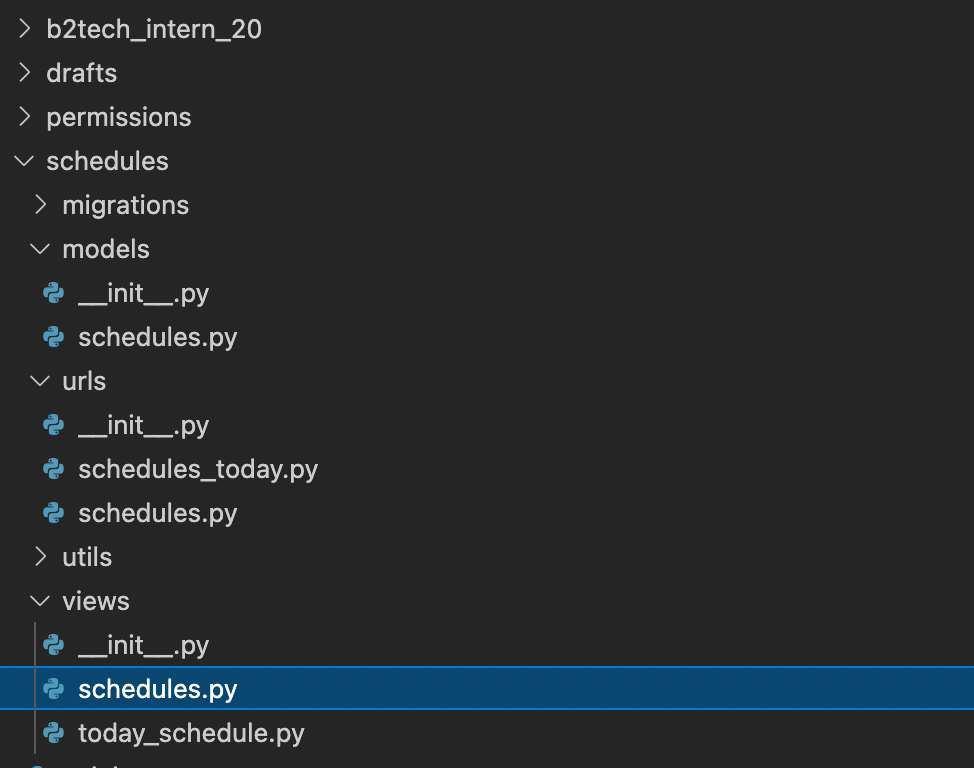 b2tech_intern_20
drafts
permissions
schedules
migrations
models
__init__.py
schedules.py
urls
__init__.py
schedules_today.py
schedules.py
utils
views
__init__.py
schedules.py
today_schedule.py